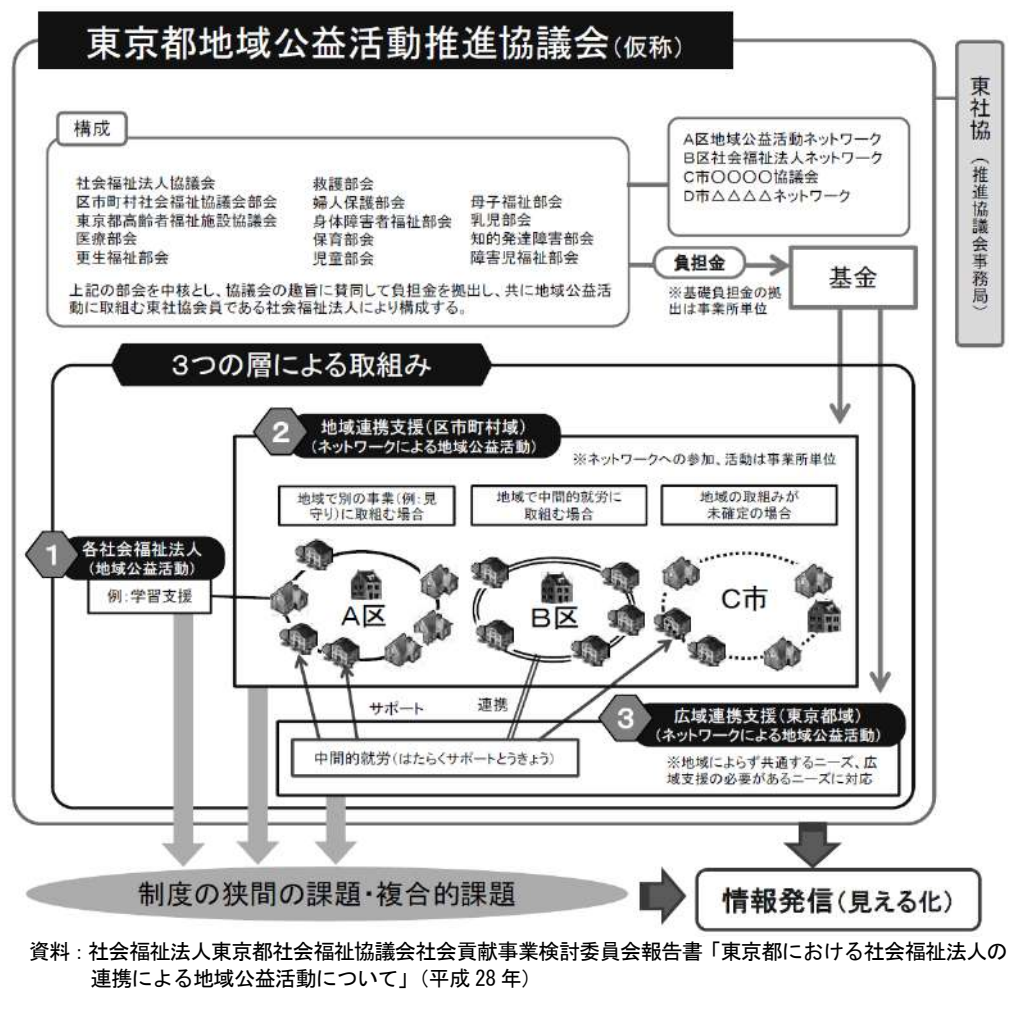 東京都地域公益活動推進協議会(仮称)
東社協(推進協議会事務局)
構成
社会福祉法人協議会
区市町村社会福祉協議会部会
東京都高齢者福祉施設協議会
医療部会
更生福祉部会
救護部会
婦人保護部会
身体障害者福祉部会
保育部会
児童部会
母子福祉部会
乳児部会
知的発達障害部会
障害児福祉部会
上記の部会を中核とし、協議会の趣旨に賛同して負担金を拠出し、共に地域公益活
動に取組む東社協会員である社会福祉法人により構成する。
A区地域公益活動ネットワーク
B区社会福祉法人ネットワーク
C市〇〇〇〇協議会
D市△△△△ネットワーク
負担金
※基礎負担金の拠
出は事業所単位
基金
3つの層による取組み
2
地域連携支援(区市町村域)
(ネットワークによる地域公益活動)
※ネットワークへの参加、活動は事業所単位
地域で別の事業(例:見
守り)に取組む場合
地域で中間的就労に
取組む場合
地域の取組みが
未確定の場合
1
各社会福祉法人
(地域公益活動)
例:学習支援
A区
B区
C市
サポート
連携
3
広域連携支援(東京都域)
(ネットワークによる地域公益活動)
中間的就労(はたらくサポートとうきょう)
※地域によらず共通するニーズ、広
域支援の必要があるニーズに対応
制度の狭間の課題・複合的課題
情報発信(見える化)
資料:社会福祉法人東京都社会福祉協議会社会貢献事業検討委員会報告書「東京都における社会福祉法人の
連携による地域公益活動について」(平成 28 年)